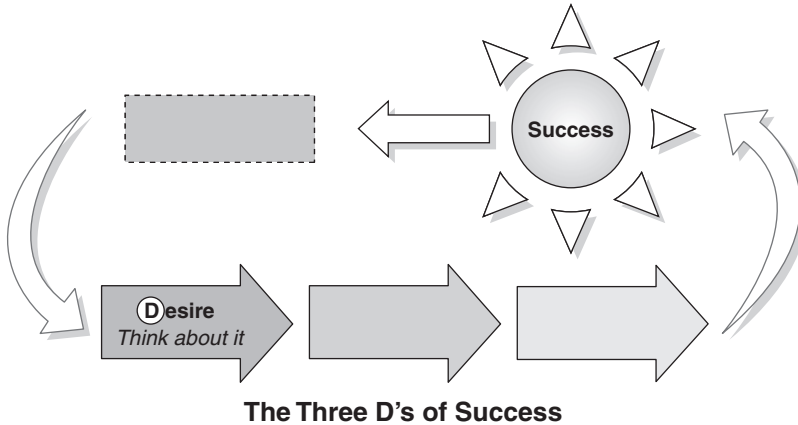 Success
Desire
Think about it
The Three D's of Success